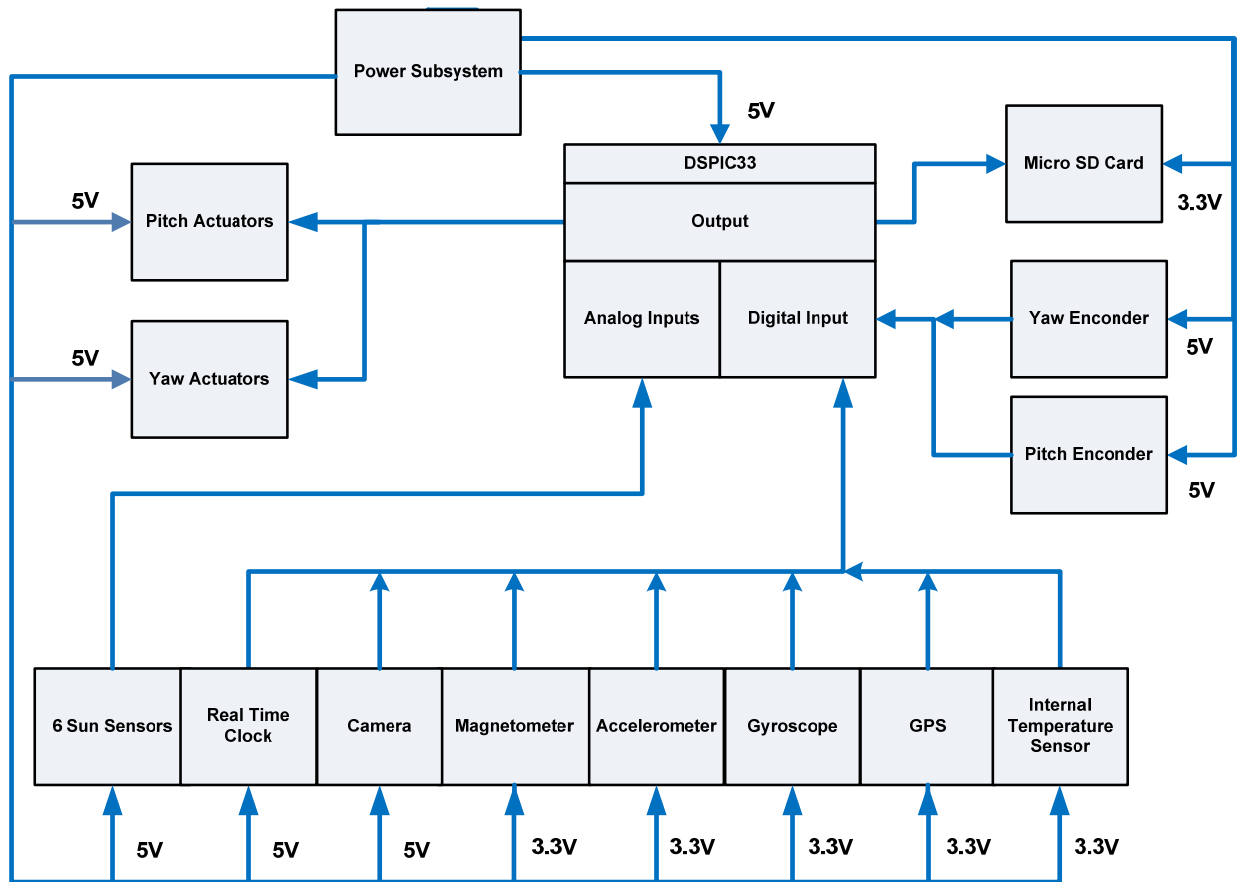 Power Subsystem
5V
DSPIC33
Micro SD Card
5V
3.3V
Pitch Actuators
Output
Analog Inputs
Digital Input
Yaw Enconder
5V
5V
Yaw Actuators
Pitch Enconder
5V
6 Sun Sensors
Real Time
Clock
Camera
Magnetometer
Accelerometer
Gyroscope
GPS
Internal
Temperature
Sensor
5V
5V
5V
3.3V
3.3V
3.3V
3.3V
3.3V